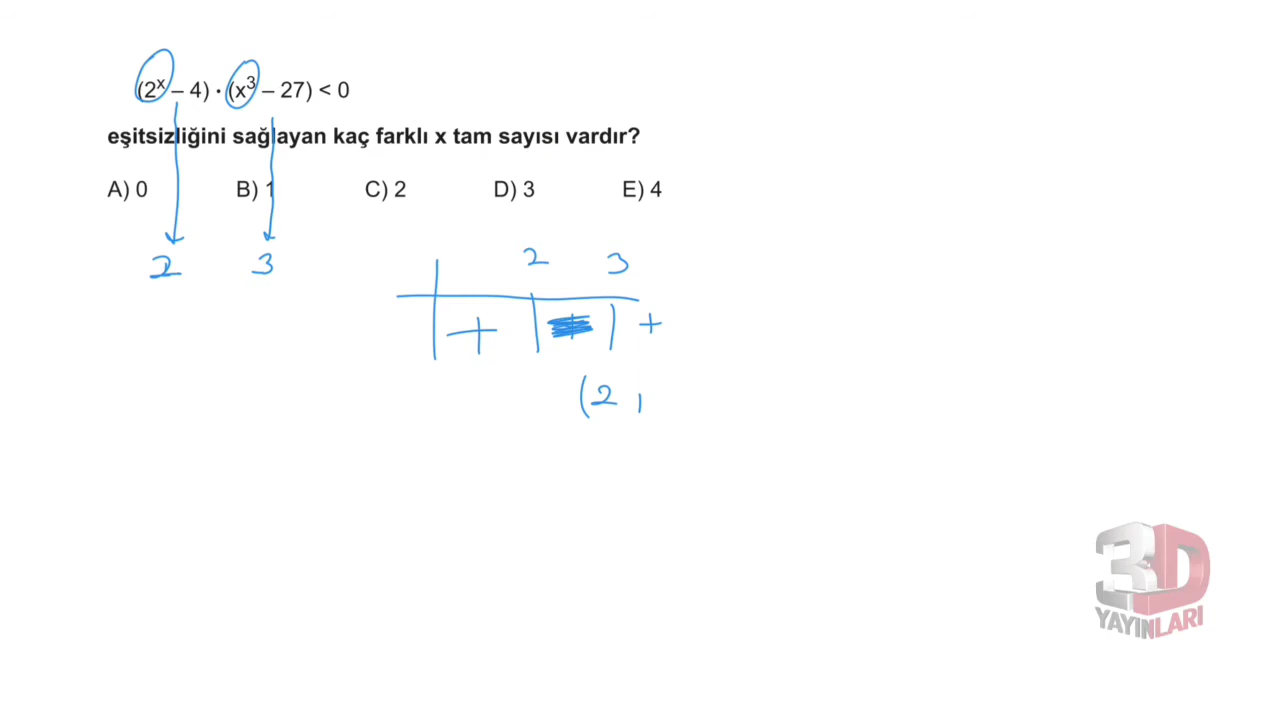 (2ˣ – 4) · (x³ – 27) < 0
eşitsizliğini sağlayan kaç farklı x tam sayısı vardır?
A) 0 B) 1 C) 2 D) 3 E) 4
2 3
2 3
+ +
(2 ,
3D
YAYINLARI